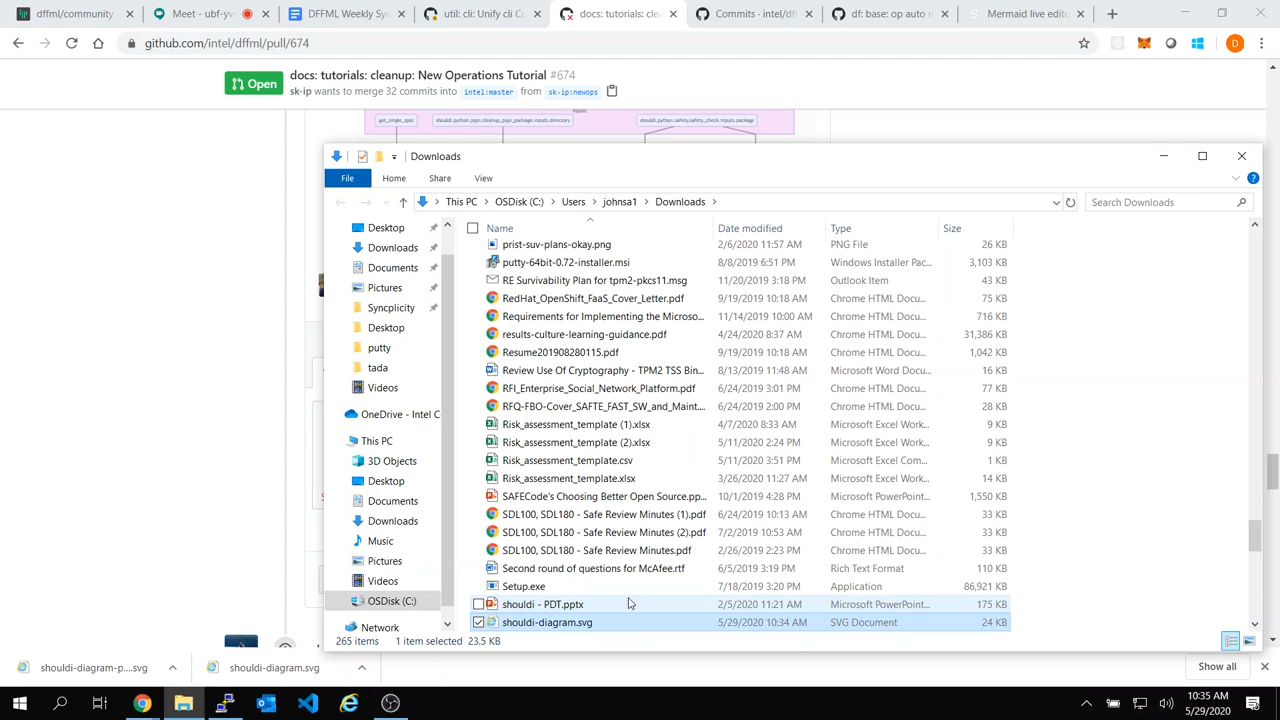 dffml/community
Meet - ubf-yv
DFFML Weekly Syn
util: cli: Unify cli Co
docs: tutorials: clea
Commits - intel/dff
df: base: op auto n
Mermaid live edito
github.com/intel/dffml/pull/674
D
Open
docs: tutorials: cleanup: New Operations Tutorial #674
sk-ip wants to merge 32 commits into intel:master from sk-ip:newops
inputs
get_single_spec
shouldi.python.pypi.cleanup_pypi_package.inputs.directory
shouldi.python.safety.safety_check.inputs.package
Downloads
File
Home
Share
View
This PC
OSDisk (C:)
Users
johnsa1
Downloads
Search Downloads
Name
Date modified
Type
Size
Desktop
Downloads
Documents
Pictures
Syncplicity
Desktop
putty
tada
Videos
OneDrive - Intel C
This PC
3D Objects
Desktop
Documents
Downloads
Music
Pictures
Videos
OSDisk (C:)
Network
prist-suv-plans-okay.png 2/6/2020 11:57 AM PNG File 26 KB
putty-64bit-0.72-installer.msi 8/8/2019 6:51 PM Windows Installer Pac... 3,103 KB
RE Survivability Plan for tpm2-pkcs11.msg 11/20/2019 3:18 PM Outlook Item 43 KB
RedHat_OpenShift_FaaS_Cover_Letter.pdf 9/19/2019 10:18 AM Chrome HTML Docu... 75 KB
Requirements for Implementing the Microso... 11/14/2019 10:00 AM Chrome HTML Docu... 716 KB
results-culture-learning-guidance.pdf 4/24/2020 8:37 AM Chrome HTML Docu... 31,386 KB
Resume201908280115.pdf 9/19/2019 10:18 AM Chrome HTML Docu... 1,042 KB
Review Use Of Cryptography - TPM2 TSS Bin... 8/13/2019 11:48 AM Microsoft Word Docu... 16 KB
RFI_Enterprise_Social_Network_Platform.pdf 6/24/2019 3:01 PM Chrome HTML Docu... 77 KB
RFQ-FBO-Cover_SAFTE_FAST_SW_and_Maint.... 6/24/2019 2:00 PM Chrome HTML Docu... 28 KB
Risk_assessment_template (1).xlsx 4/7/2020 8:33 AM Microsoft Excel Work... 9 KB
Risk_assessment_template (2).xlsx 5/11/2020 2:24 PM Microsoft Excel Work... 9 KB
Risk_assessment_template.csv 5/11/2020 3:51 PM Microsoft Excel Com... 1 KB
Risk_assessment_template.xlsx 3/26/2020 11:27 AM Microsoft Excel Work... 14 KB
SAFECode's Choosing Better Open Source.pp... 10/1/2019 4:28 PM Microsoft PowerPoint... 1,550 KB
SDL100, SDL180 - Safe Review Minutes (1).pdf 6/24/2019 10:13 AM Chrome HTML Docu... 33 KB
SDL100, SDL180 - Safe Review Minutes (2).pdf 7/2/2019 10:53 AM Chrome HTML Docu... 33 KB
SDL100, SDL180 - Safe Review Minutes.pdf 2/26/2019 2:23 PM Chrome HTML Docu... 33 KB
Second round of questions for McAfee.rtf 6/5/2019 3:19 PM Rich Text Format 110 KB
Setup.exe 7/18/2019 3:20 PM Application 86,921 KB
shouldi - PDT.pptx 2/5/2020 11:21 AM Microsoft PowerPoint... 175 KB
shouldi-diagram.svg 5/29/2020 10:34 AM SVG Document 24 KB
265 items 1 item selected 23.5 KB
shouldi-diagram-p....svg
shouldi-diagram.svg
Show all
10:35 AM
5/29/2020